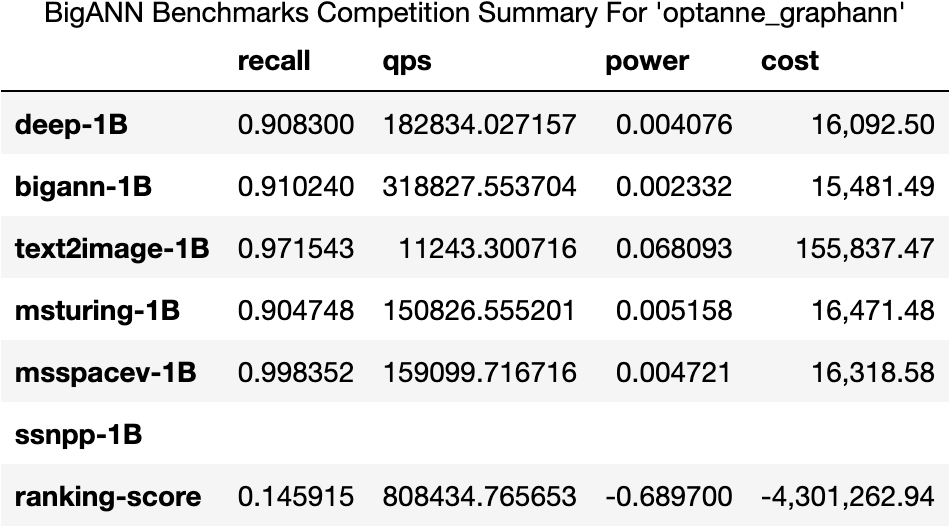 BigANN Benchmarks Competition Summary For 'optanne_graphann'
recall qps power cost
deep-1B 0.908300 182834.027157 0.004076 16,092.50
bigann-1B 0.910240 318827.553704 0.002332 15,481.49
text2image-1B 0.971543 11243.300716 0.068093 155,837.47
msturing-1B 0.904748 150826.555201 0.005158 16,471.48
msspacev-1B 0.998352 159099.716716 0.004721 16,318.58
ssnpp-1B
ranking-score 0.145915 808434.765653 -0.689700 -4,301,262.94